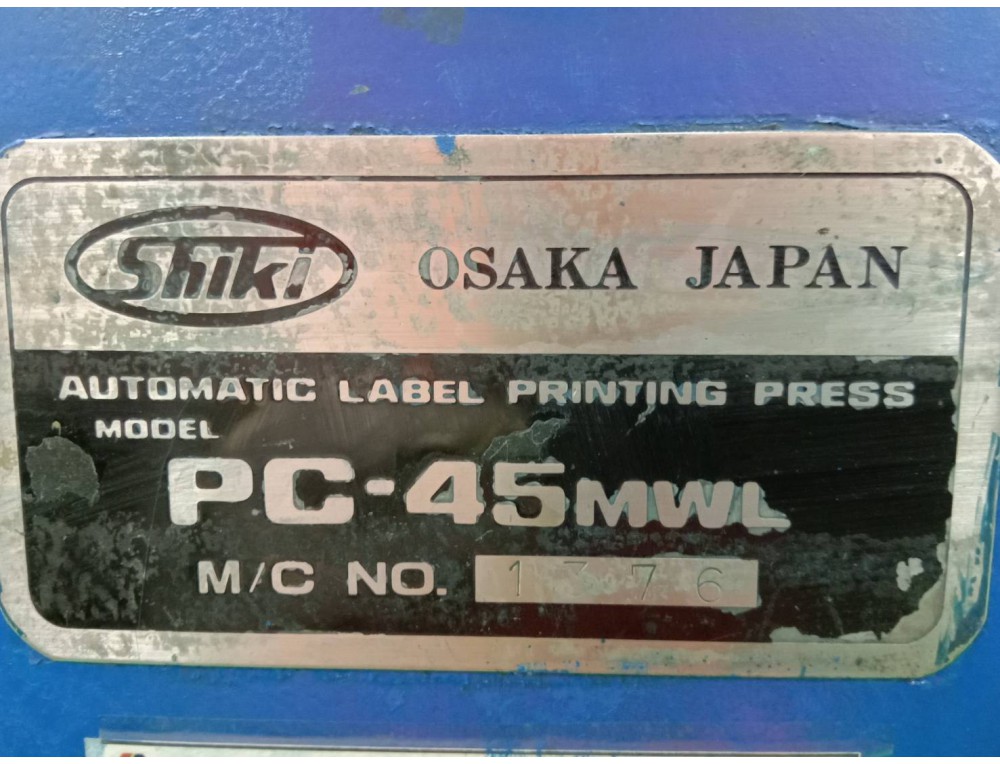 Shiki OSAKA JAPAN
AUTOMATIC LABEL PRINTING PRESS
MODEL
PC-45MWL
M/C NO. 1376